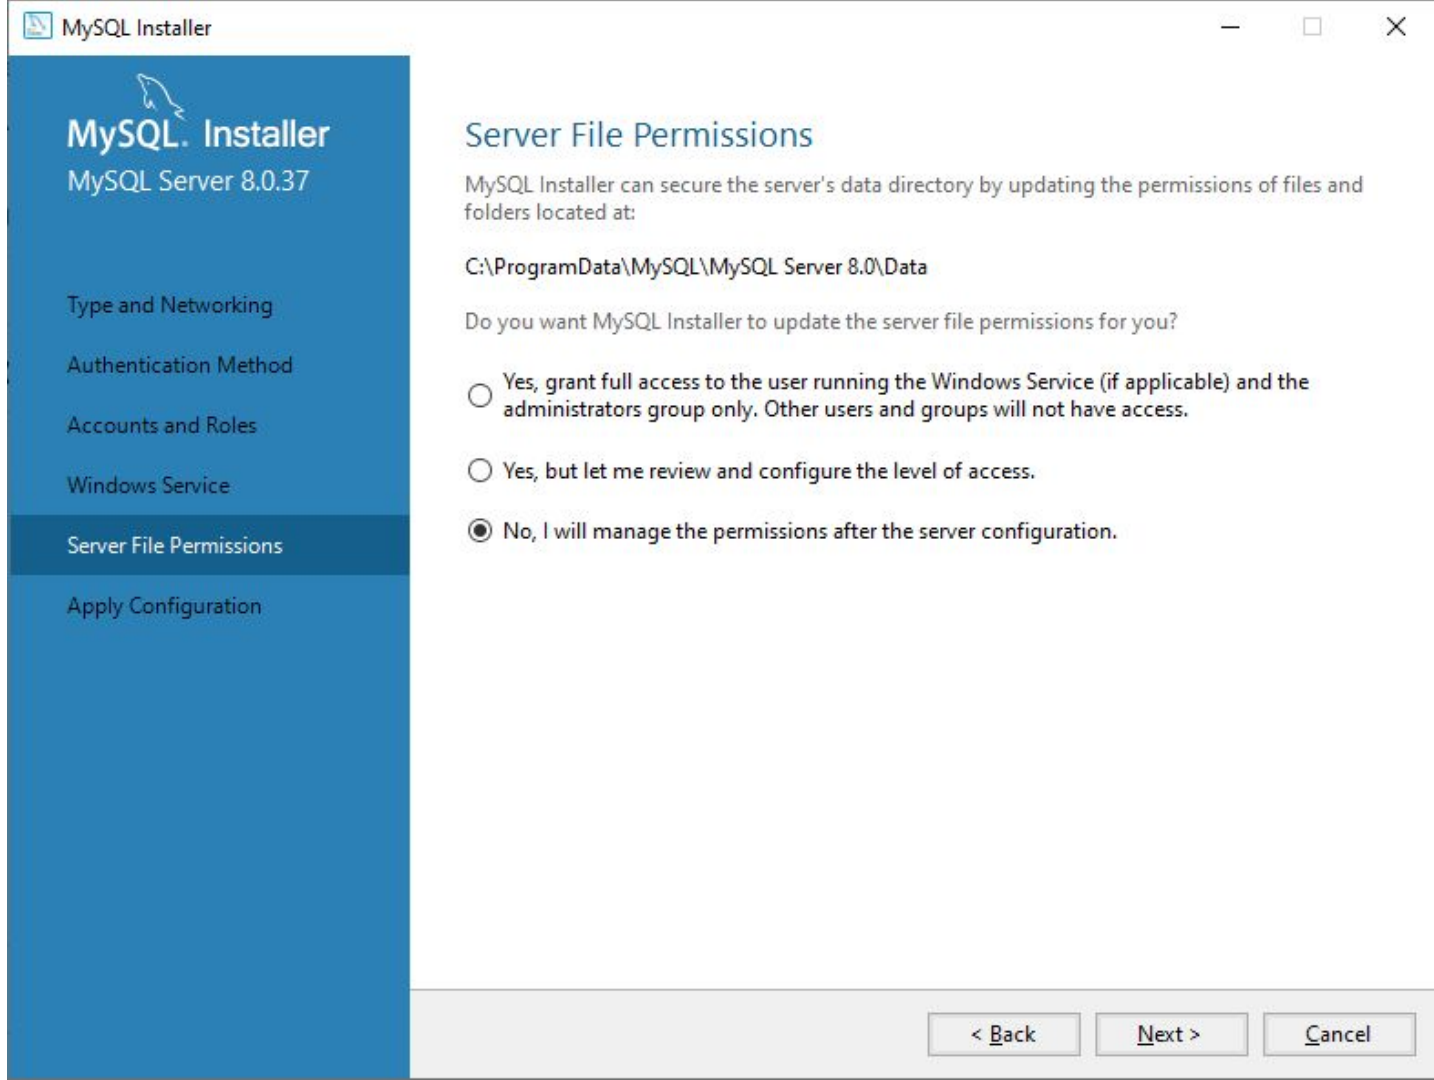 MySQL Installer
MySQL. Installer
MySQL Server 8.0.37
Type and Networking
Authentication Method
Accounts and Roles
Windows Service
Server File Permissions
Apply Configuration
Server File Permissions
MySQL Installer can secure the server's data directory by updating the permissions of files and
folders located at:
C:\ProgramData\MySQL\MySQL Server 8.0\Data
Do you want MySQL Installer to update the server file permissions for you?
Yes, grant full access to the user running the Windows Service (if applicable) and the
administrators group only. Other users and groups will not have access.
Yes, but let me review and configure the level of access.
No, I will manage the permissions after the server configuration.
< Back
Next >
Cancel